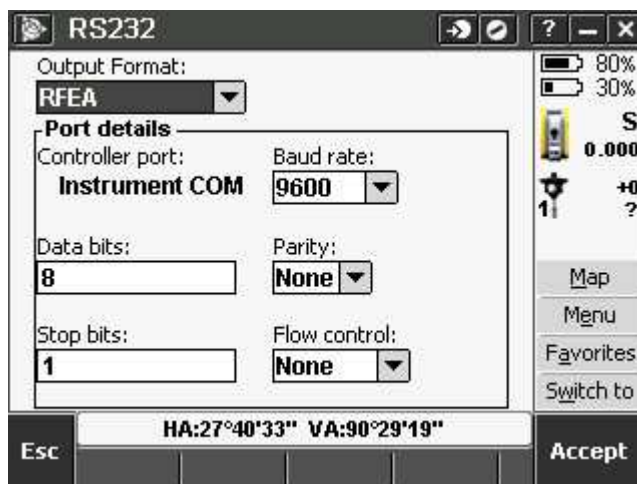 RS232
?
Output Format:
RFEA
Port details
Controller port:
Instrument COM
Baud rate:
9600
Data bits:
8
Parity:
None
Stop bits:
1
Flow control:
None
80%
30%
S
0.000
+0
1
?
Map
Menu
Favorites
Switch to
Esc
HA:27°40'33" VA:90°29'19"
Accept